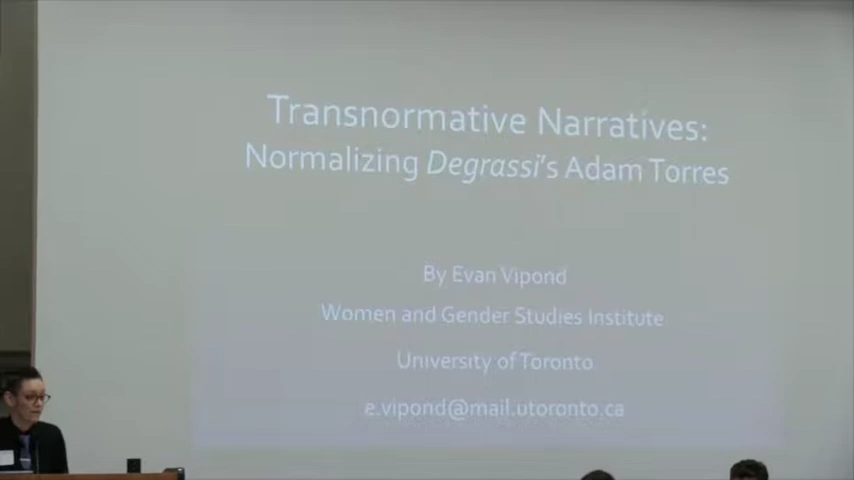 Transnormative Narratives:
Normalizing Degrassi's Adam Torres
By Evan Vipond
Women and Gender Studies Institute
University of Toronto
e.vipond@mail.utoronto.ca